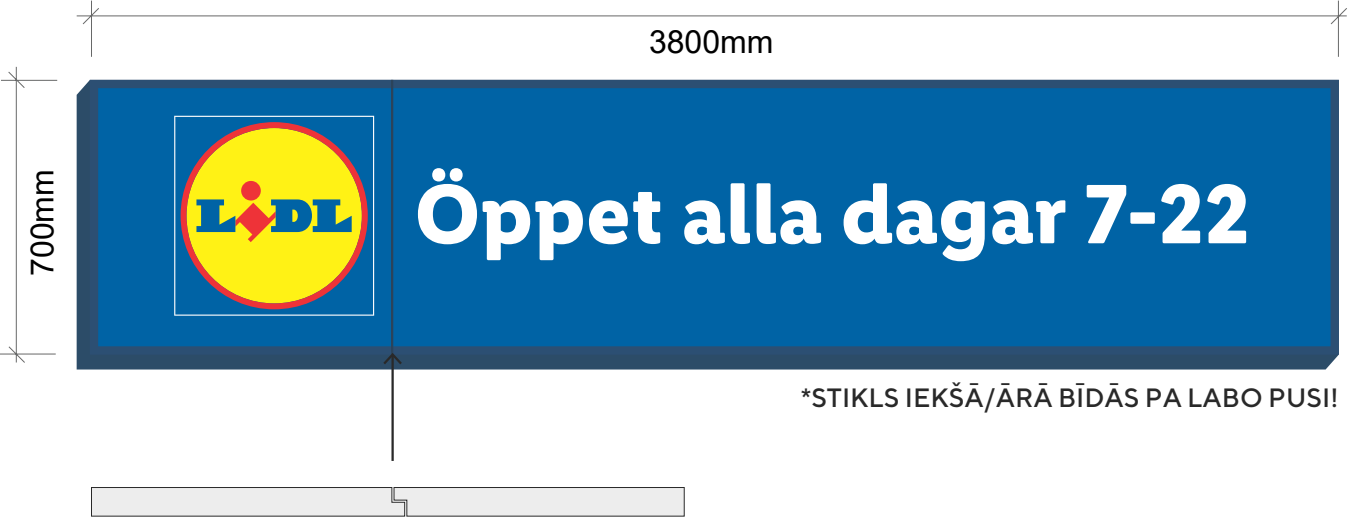 3800mm
700mm
LiDL
Öppet alla dagar 7-22
*STIKLS IEKŠĀ/ĀRĀ BĪDĀS PA LABO PUSI!